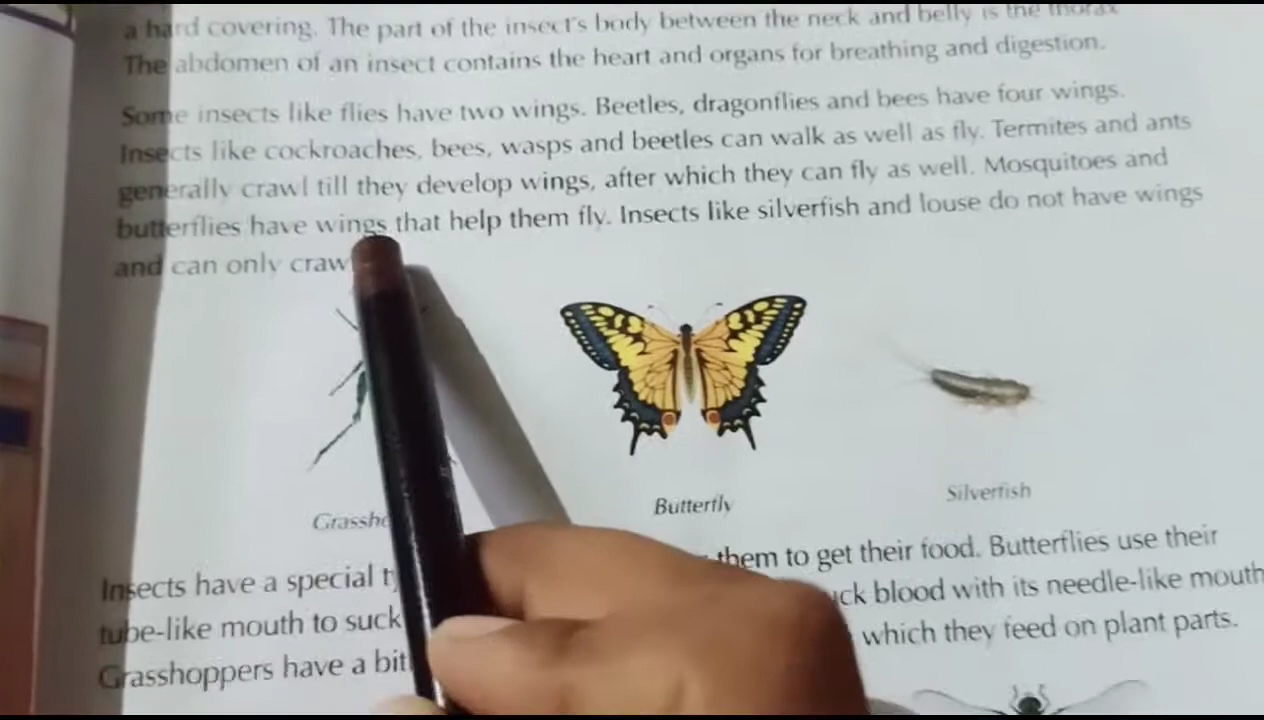 a hard covering. The part of the insect's body between the neck and belly is the thorax
The abdomen of an insect contains the heart and organs for breathing and digestion.
Some insects like flies have two wings. Beetles, dragonflies and bees have four wings.
Insects like cockroaches, bees, wasps and beetles can walk as well as fly. Termites and ants
generally crawl till they develop wings, after which they can fly as well. Mosquitoes and
butterflies have wings that help them fly. Insects like silverfish and louse do not have wings
and can only
Butterfly
Silverfish
Insects have a special them to get their food. Butterflies use their
tube-like mouth to suck blood with its needle-like mouth
Grasshoppers have a which they feed on plant parts.